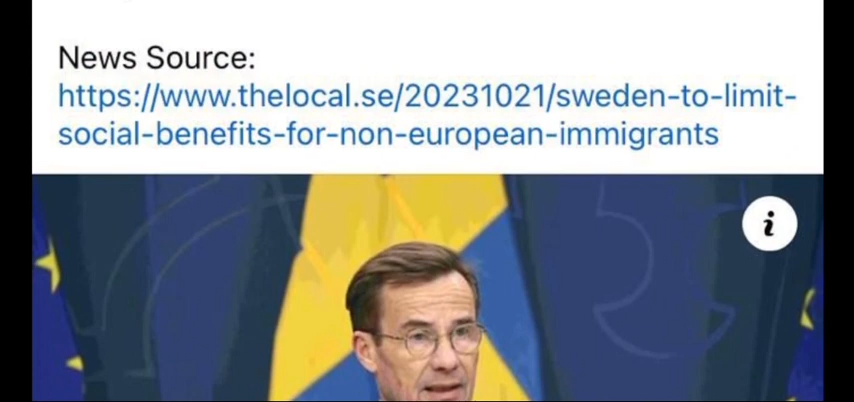 News Source:
https://www.thelocal.se/20231021/sweden-to-limit-
social-benefits-for-non-european-immigrants
i